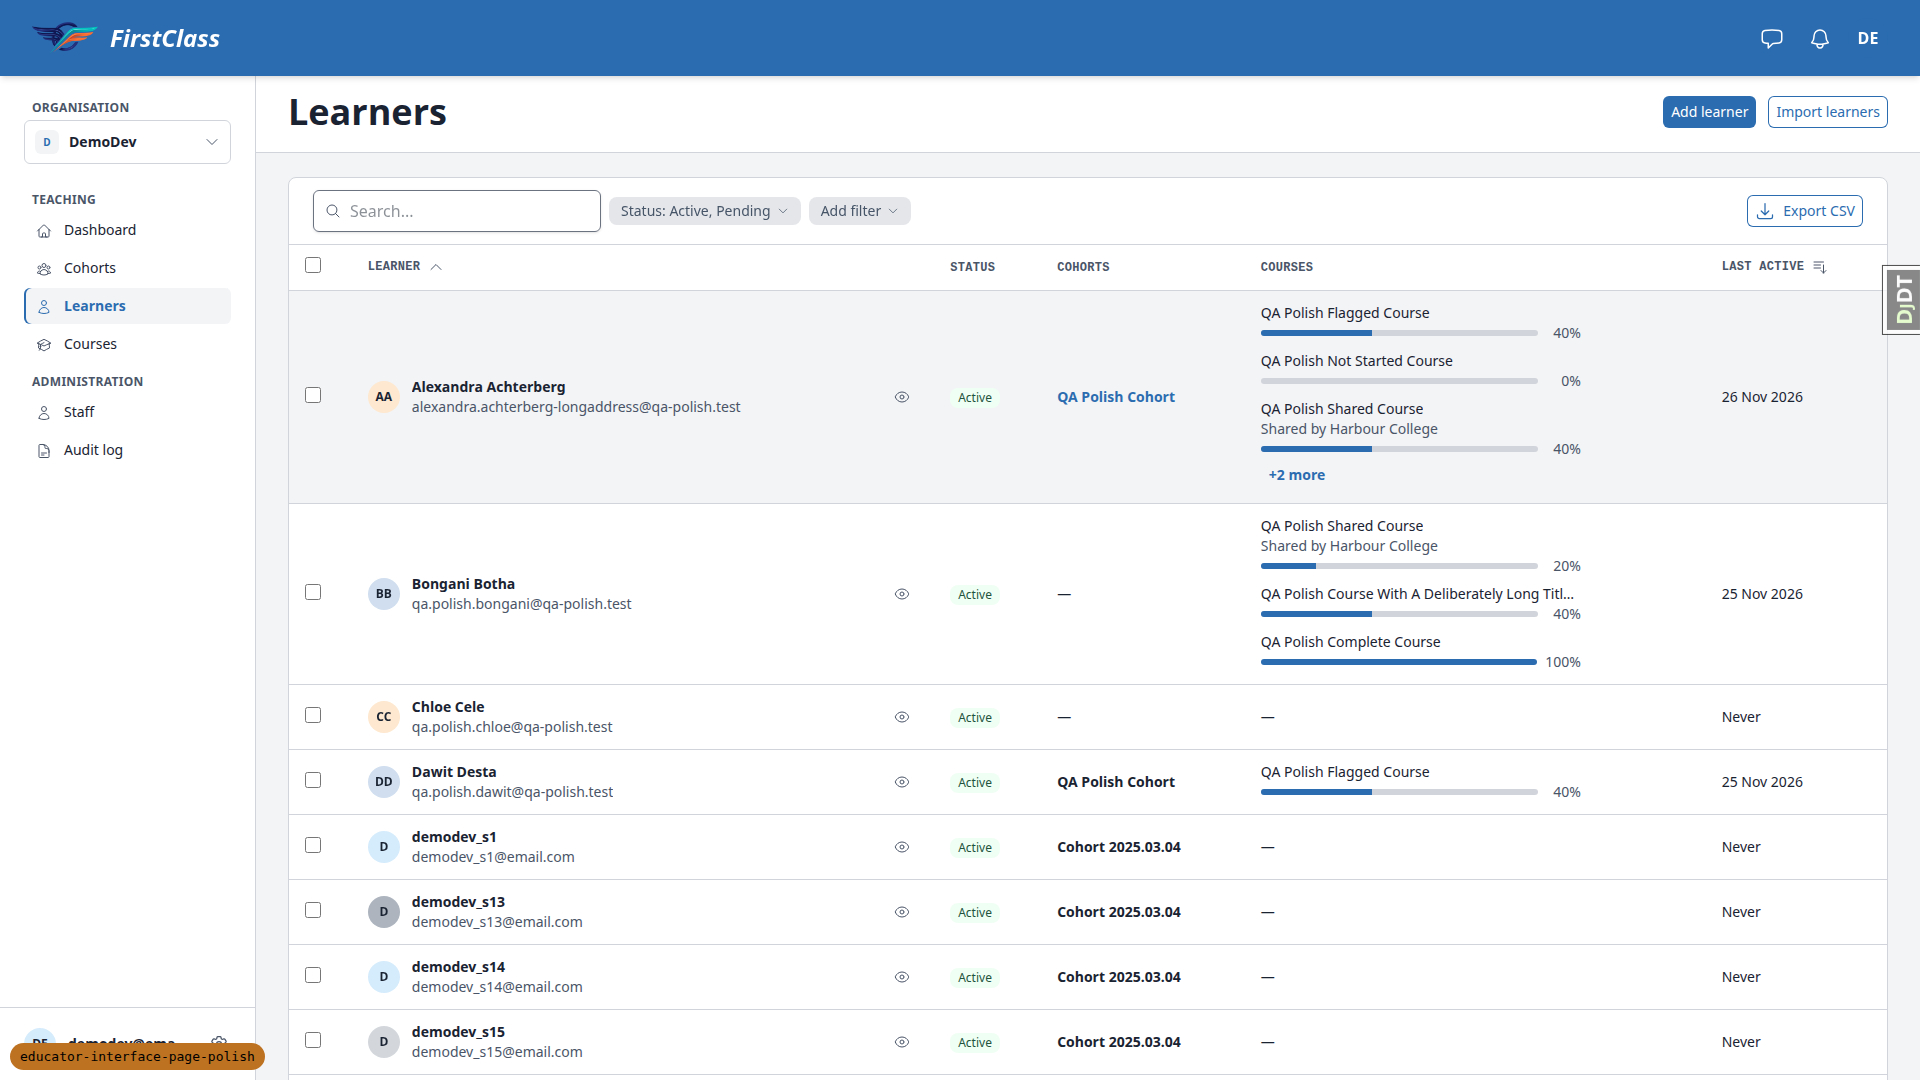 FirstClass
DE
ORGANISATION
D DemoDev
TEACHING
Dashboard
Cohorts
Learners
Courses
ADMINISTRATION
Staff
Audit log
educator-interface-page-polish
Learners
Add learner
Import learners
Search...
Status: Active, Pending
Add filter
Export CSV
LEARNER STATUS COHORTS COURSES LAST ACTIVE
AA
Alexandra Achterberg
alexandra.achterberg-longaddress@qa-polish.test
Active
QA Polish Cohort
QA Polish Flagged Course
40%
QA Polish Not Started Course
0%
QA Polish Shared Course
Shared by Harbour College
40%
+2 more
26 Nov 2026
BB
Bongani Botha
qa.polish.bongani@qa-polish.test
Active
—
QA Polish Shared Course
Shared by Harbour College
20%
QA Polish Course With A Deliberately Long Titl...
40%
QA Polish Complete Course
100%
25 Nov 2026
CC
Chloe Cele
qa.polish.chloe@qa-polish.test
Active
—
—
Never
DD
Dawit Desta
qa.polish.dawit@qa-polish.test
Active
QA Polish Cohort
QA Polish Flagged Course
40%
25 Nov 2026
D
demodev_s1
demodev_s1@email.com
Active
Cohort 2025.03.04
—
Never
D
demodev_s13
demodev_s13@email.com
Active
Cohort 2025.03.04
—
Never
D
demodev_s14
demodev_s14@email.com
Active
Cohort 2025.03.04
—
Never
D
demodev_s15
demodev_s15@email.com
Active
Cohort 2025.03.04
—
Never
DJDT